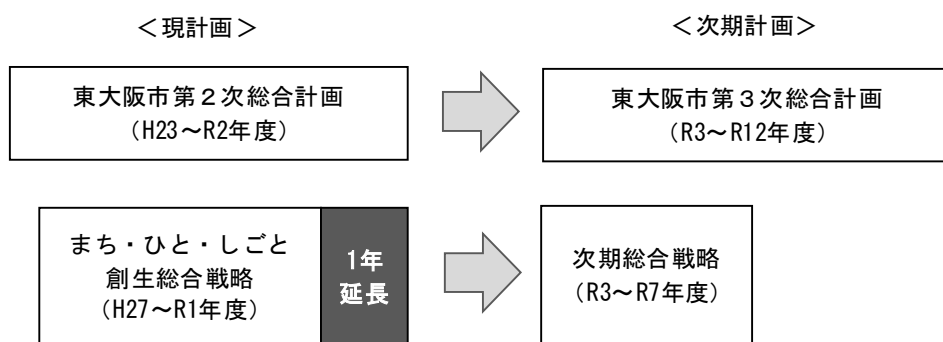 ＜現計画＞
＜次期計画＞
東大阪市第２次総合計画
（H23～R2年度）
東大阪市第３次総合計画
（R3～R12年度）
まち・ひと・しごと
創生総合戦略
（H27～R1年度）
1年
延長
次期総合戦略
（R3～R7年度）